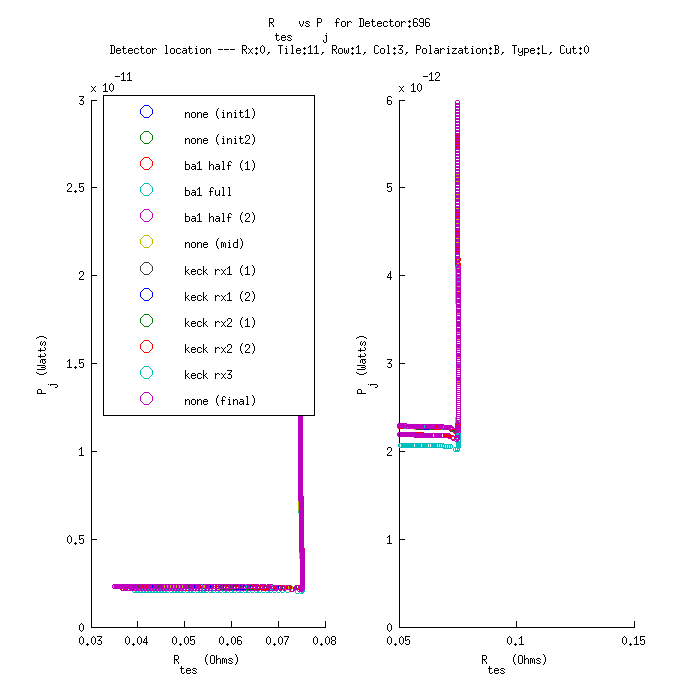 R    vs P  for Detector:696
tes    j
Detector location --- Rx:0, Tile:11, Row:1, Col:3, Polarization:B, Type:L, Cut:0
x 10-11
x 10-12
3
2.5
2
1.5
1
0.5
0
0.03
0.04
0.05
0.06
0.07
0.08
P j (Watts)
R tes (Ohms)
none (init1)
none (init2)
ba1 half (1)
ba1 full
ba1 half (2)
none (mid)
keck rx1 (1)
keck rx1 (2)
keck rx2 (1)
keck rx2 (2)
keck rx3
none (final)
6
5
4
3
2
1
0
0.05
0.1
0.15
P j (Watts)
R tes (Ohms)